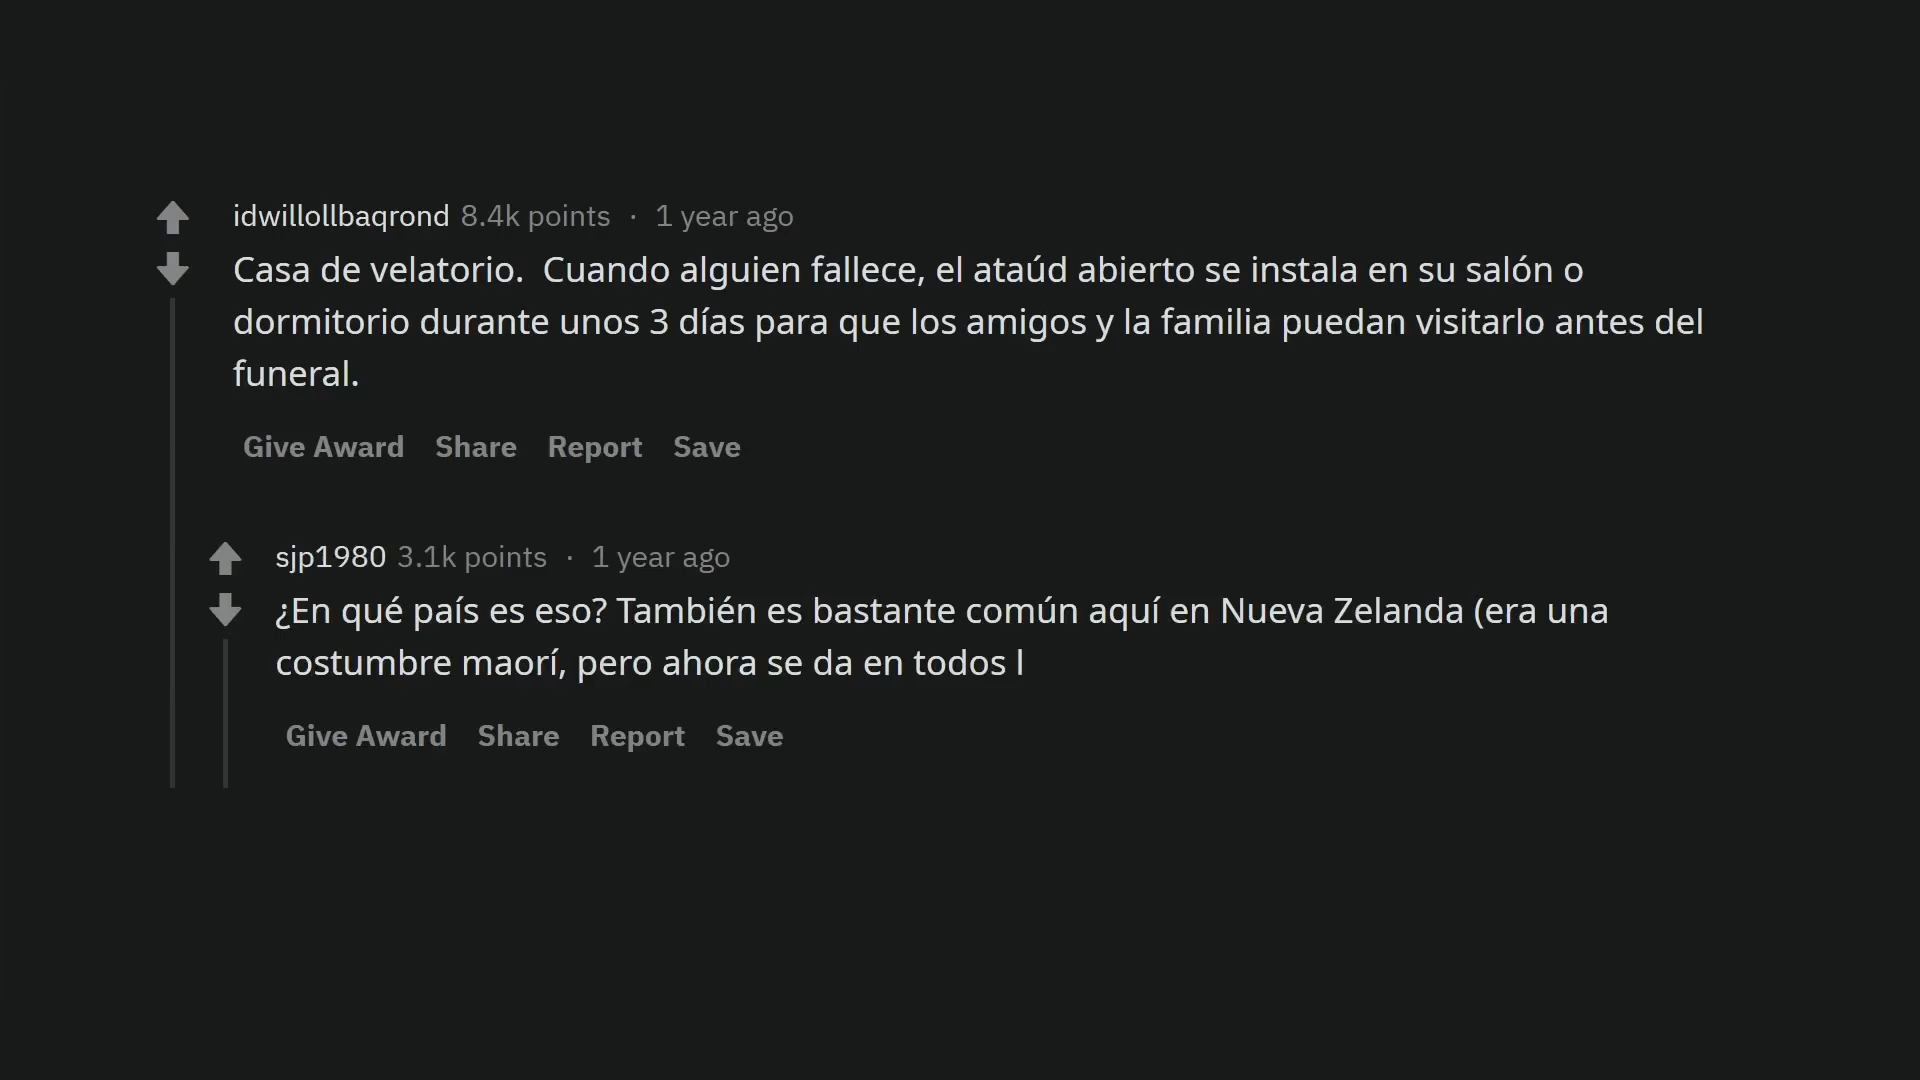 idwillollbaqrond 8.4k points · 1 year ago
Casa de velatorio.  Cuando alguien fallece, el ataúd abierto se instala en su salón o
dormitorio durante unos 3 días para que los amigos y la familia puedan visitarlo antes del
funeral.
Give Award Share Report Save
sjp1980 3.1k points · 1 year ago
¿En qué país es eso? También es bastante común aquí en Nueva Zelanda (era una
costumbre maorí, pero ahora se da en todos l
Give Award Share Report Save